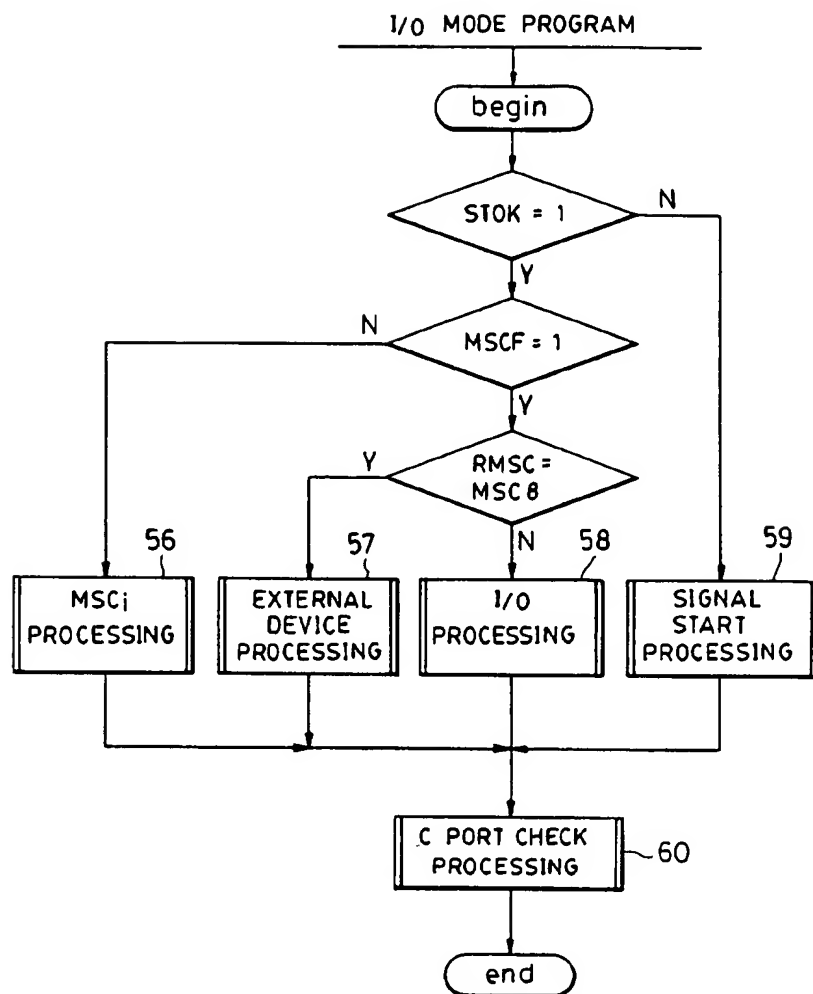 I/O MODE PROGRAM
begin
STOK = 1
N
Y
N
MSCF = 1
Y
Y
RMSC =
MSC8
N
56
57
58
59
MSCi
PROCESSING
EXTERNAL
DEVICE
PROCESSING
I/O
PROCESSING
SIGNAL
START
PROCESSING
C PORT CHECK
PROCESSING
60
end